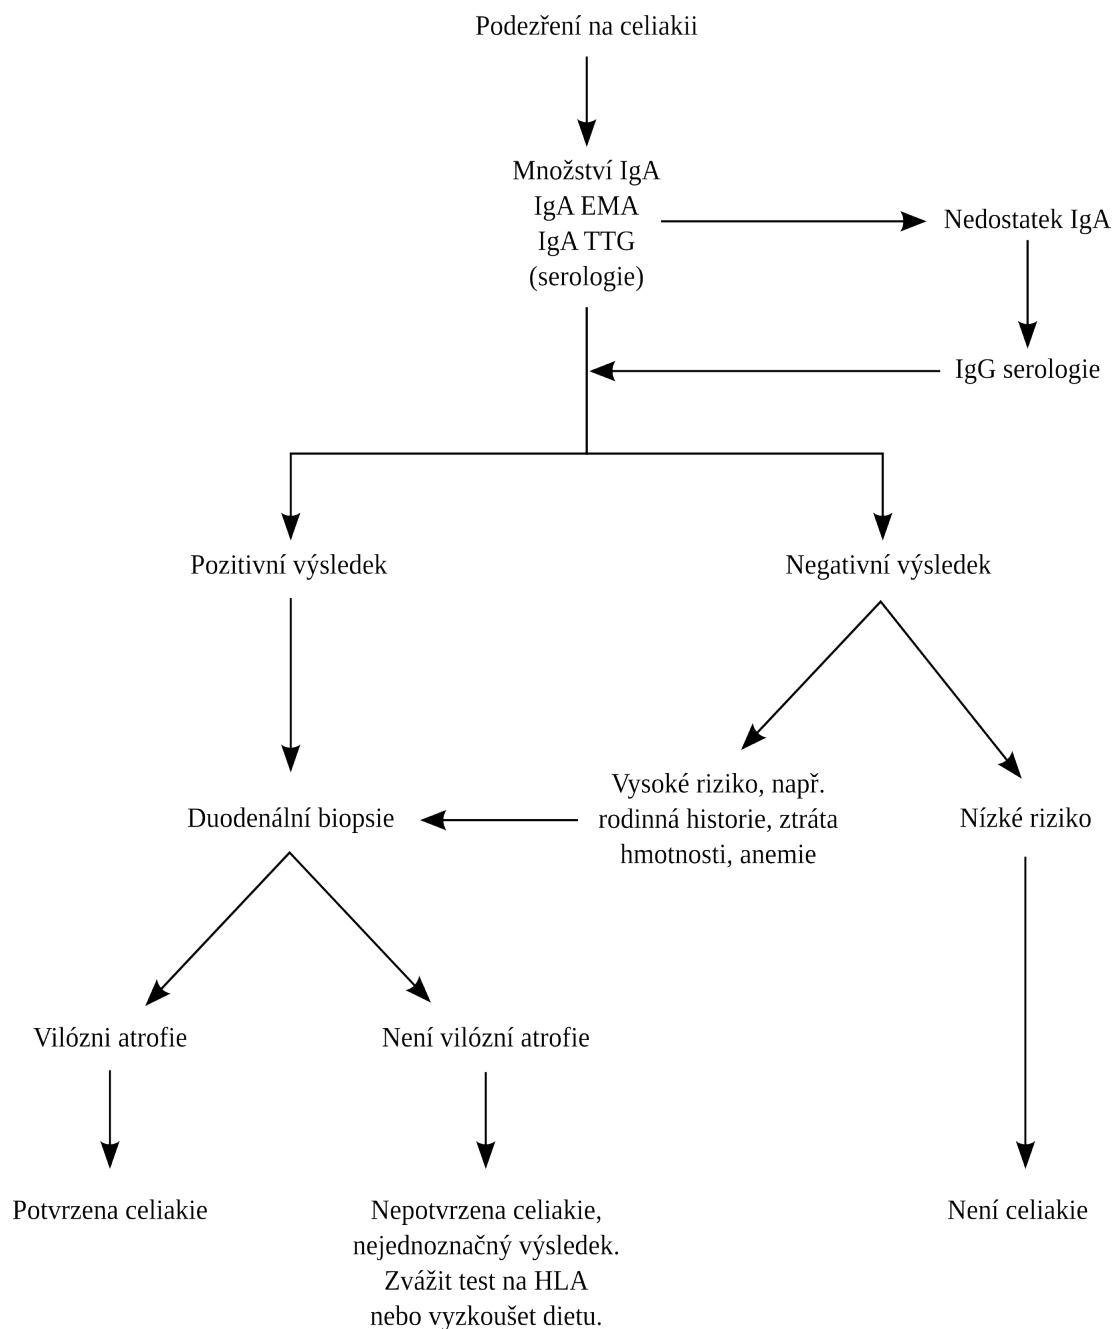 Podezření na celiakii
Množství IgA
IgA EMA
IgA TTG
(serologie)
Nedostatek IgA
IgG serologie
Pozitivní výsledek
Negativní výsledek
Vysoké riziko, např.
rodinná historie, ztráta
hmotnosti, anemie
Duodenální biopsie
Nízké riziko
Vilózni atrofie
Není vilózní atrofie
Potvrzena celiakie
Nepotvrzena celiakie,
nejednoznačný výsledek.
Zvážit test na HLA
nebo vyzkoušet dietu.
Není celiakie